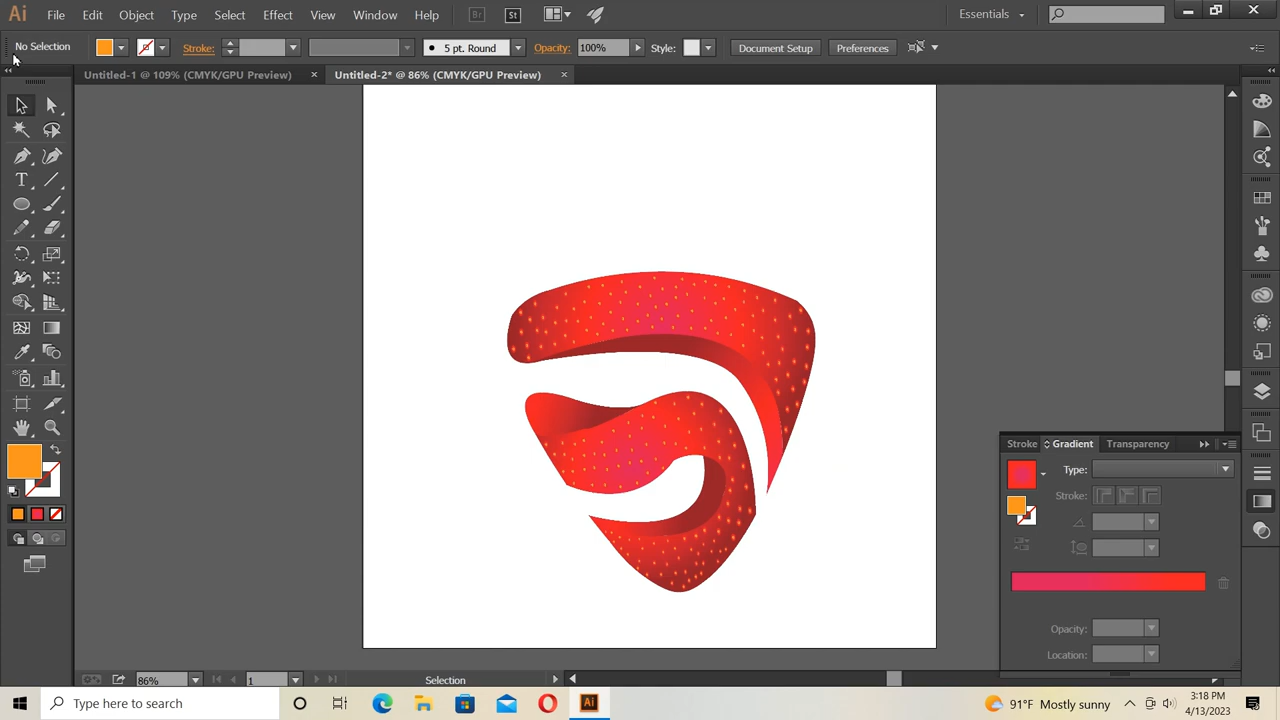 Ai File Edit Object Type Select Effect View Window Help Br St Essentials
No Selection Stroke: 5 pt. Round Opacity: 100% Style: Document Setup Preferences
Untitled-1 @ 109% (CMYK/GPU Preview) Untitled-2* @ 86% (CMYK/GPU Preview)
Stroke Gradient Transparency
Type:
Stroke:
Opacity:
Location:
86% 1 Selection
Type here to search Ai 91°F Mostly sunny 3:18 PM
4/13/2023